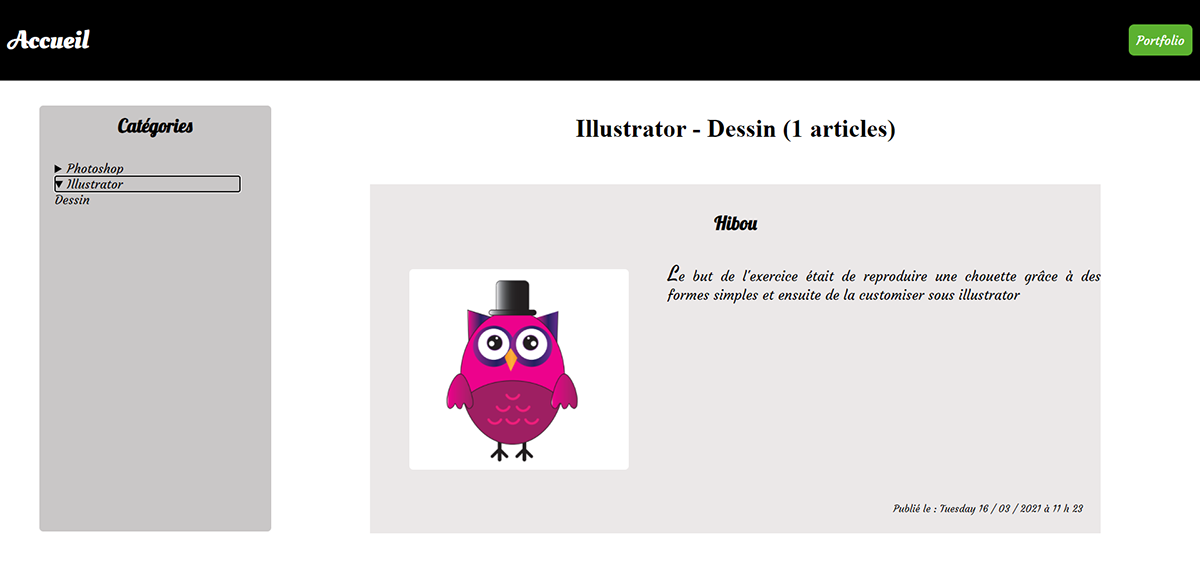 Accueil
Portfolio
Catégories
Photoshop
Illustrator
Dessin
Illustrator - Dessin (1 articles)
Hibou
Le but de l'exercice était de reproduire une chouette grâce à des
formes simples et ensuite de la customiser sous illustrator
Publié le : Tuesday 16 / 03 / 2021 à 11 h 23